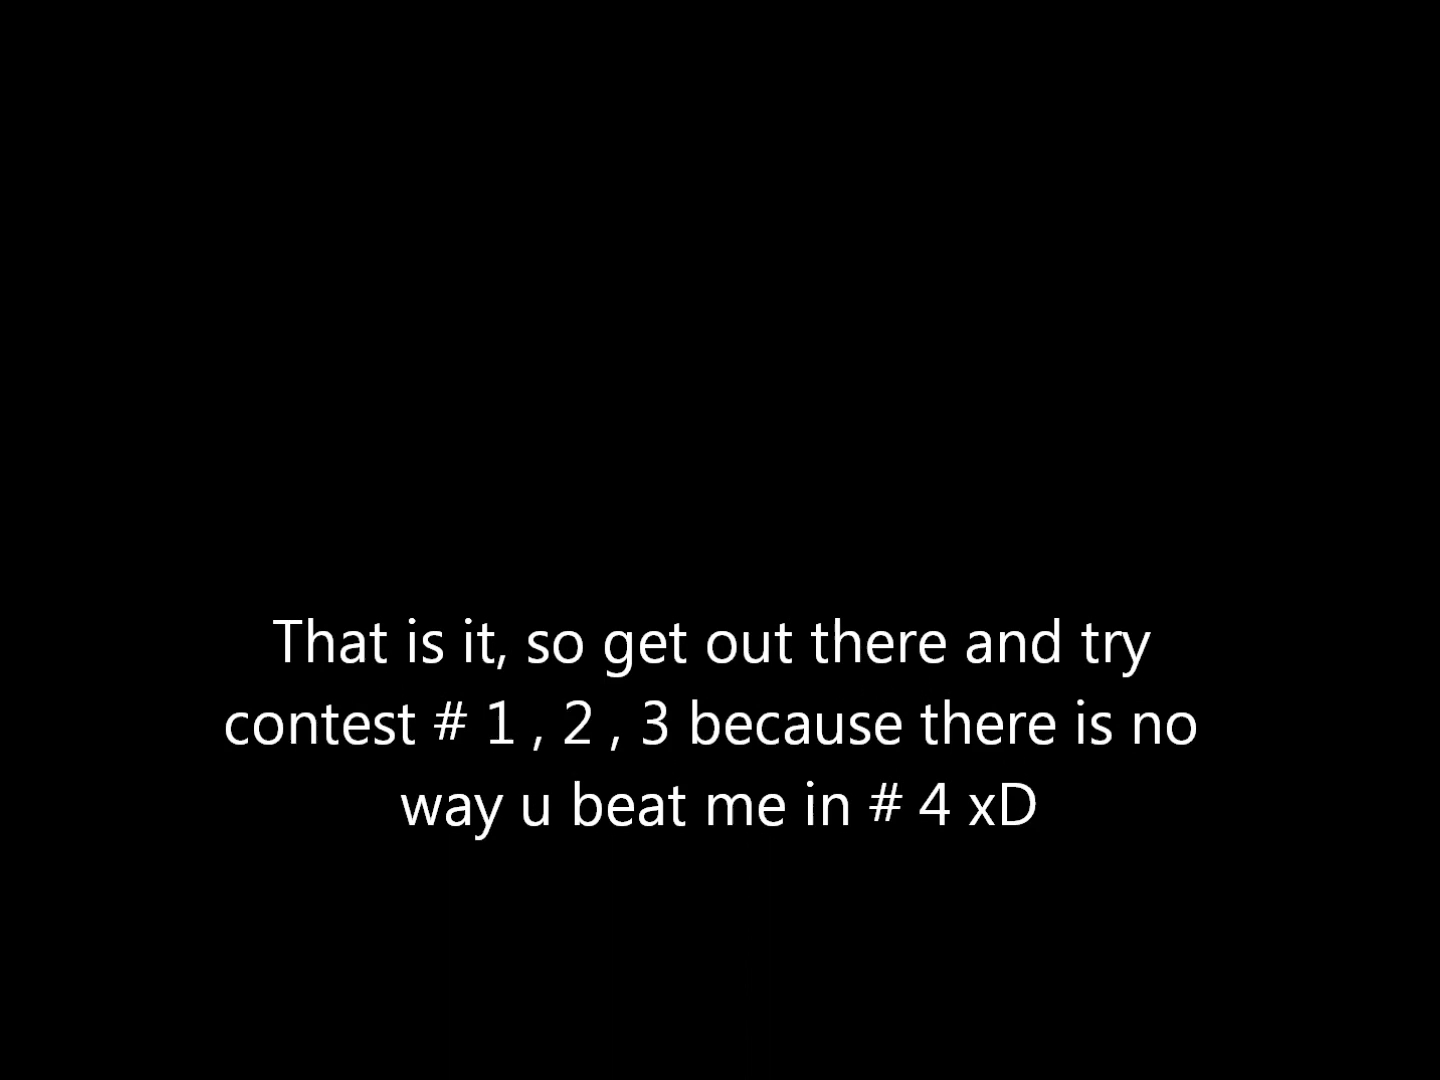 That is it, so get out there and try
contest # 1 , 2 , 3 because there is no
way u beat me in # 4 xD